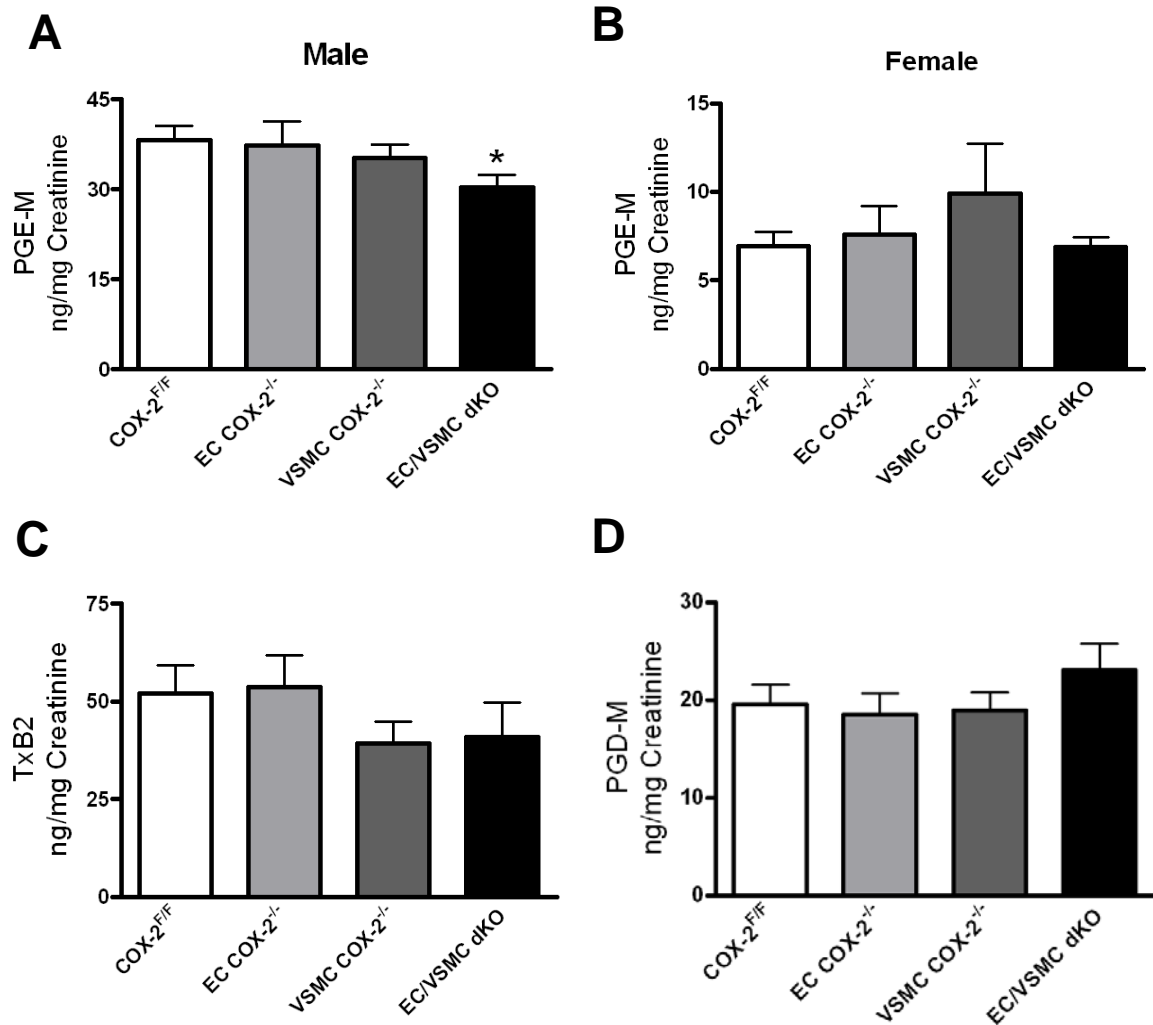 A
Male
PGE-M
ng/mg Creatinine
45
30
15
0
*
COX-2F/F
EC COX-2-/-
VSMC COX-2-/-
EC/VSMC dKO
B
Female
PGE-M
ng/mg Creatinine
15
10
5
0
COX-2F/F
EC COX-2-/-
VSMC COX-2-/-
EC/VSMC dKO
C
TxB2
ng/mg Creatinine
75
50
25
0
COX-2F/F
EC COX-2-/-
VSMC COX-2-/-
EC/VSMC dKO
D
PGD-M
ng/mg Creatinine
30
20
10
0
COX-2F/F
EC COX-2-/-
VSMC COX-2-/-
EC/VSMC dKO